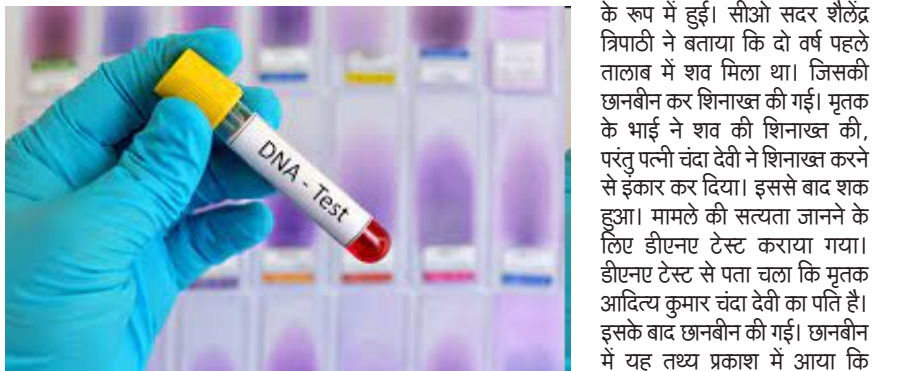 DNA - Test
के रूप में हुई। सीओ सदर शैलेंद्र
त्रिपाठी ने बताया कि दो वर्ष पहले
तालाब में शव मिला था। जिसकी
छानबीन कर शिनाख्त की गई। मृतक
के भाई ने शव की शिनाख्त की,
परंतु पत्नी चंदा देवी ने शिनाख्त करने
से इंकार कर दिया। इससे बाद शक
हुआ। मामले की सत्यता जानने के
लिए डीएनए टेस्ट कराया गया।
डीएनए टेस्ट से पता चला कि मृतक
आदित्य कुमार चंदा देवी का पति है।
इसके बाद छानबीन की गई। छानबीन
में यह तथ्य प्रकाश में आया कि